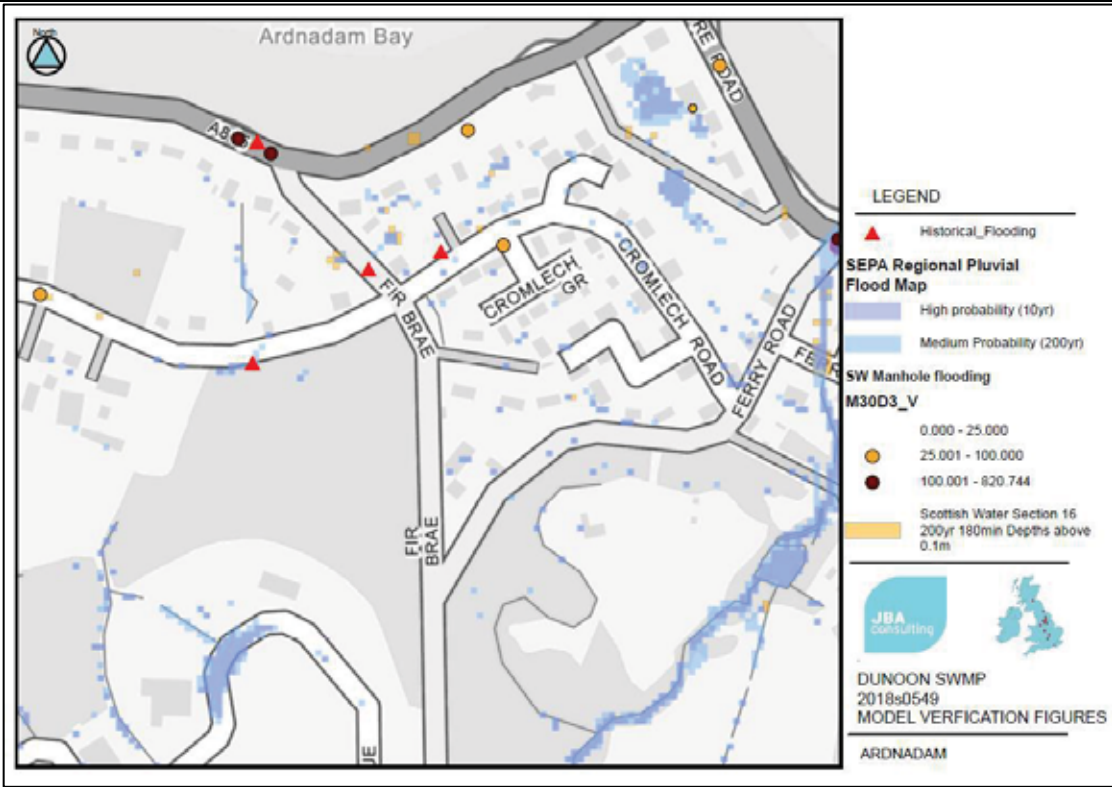 North
Ardnadam Bay
RE ROAD
FIR BRAE
CROMLECH
GR
CROMLECH ROAD
FERRY ROAD
FIR
BRAE
UE
LEGEND
Historical_Flooding
SEPA Regional Pluvial
Flood Map
High probability (10yr)
Medium Probability (200yr)
SW Manhole flooding
M30D3_V
0.000 - 25.000
25.001 - 100.000
100.001 - 820.744
Scottish Water Section 16
200yr 180min Depths above
0.1m
JBA
consulting
DUNOON SWMP
2018s0549
MODEL VERFICATION FIGURES
ARDNADAM